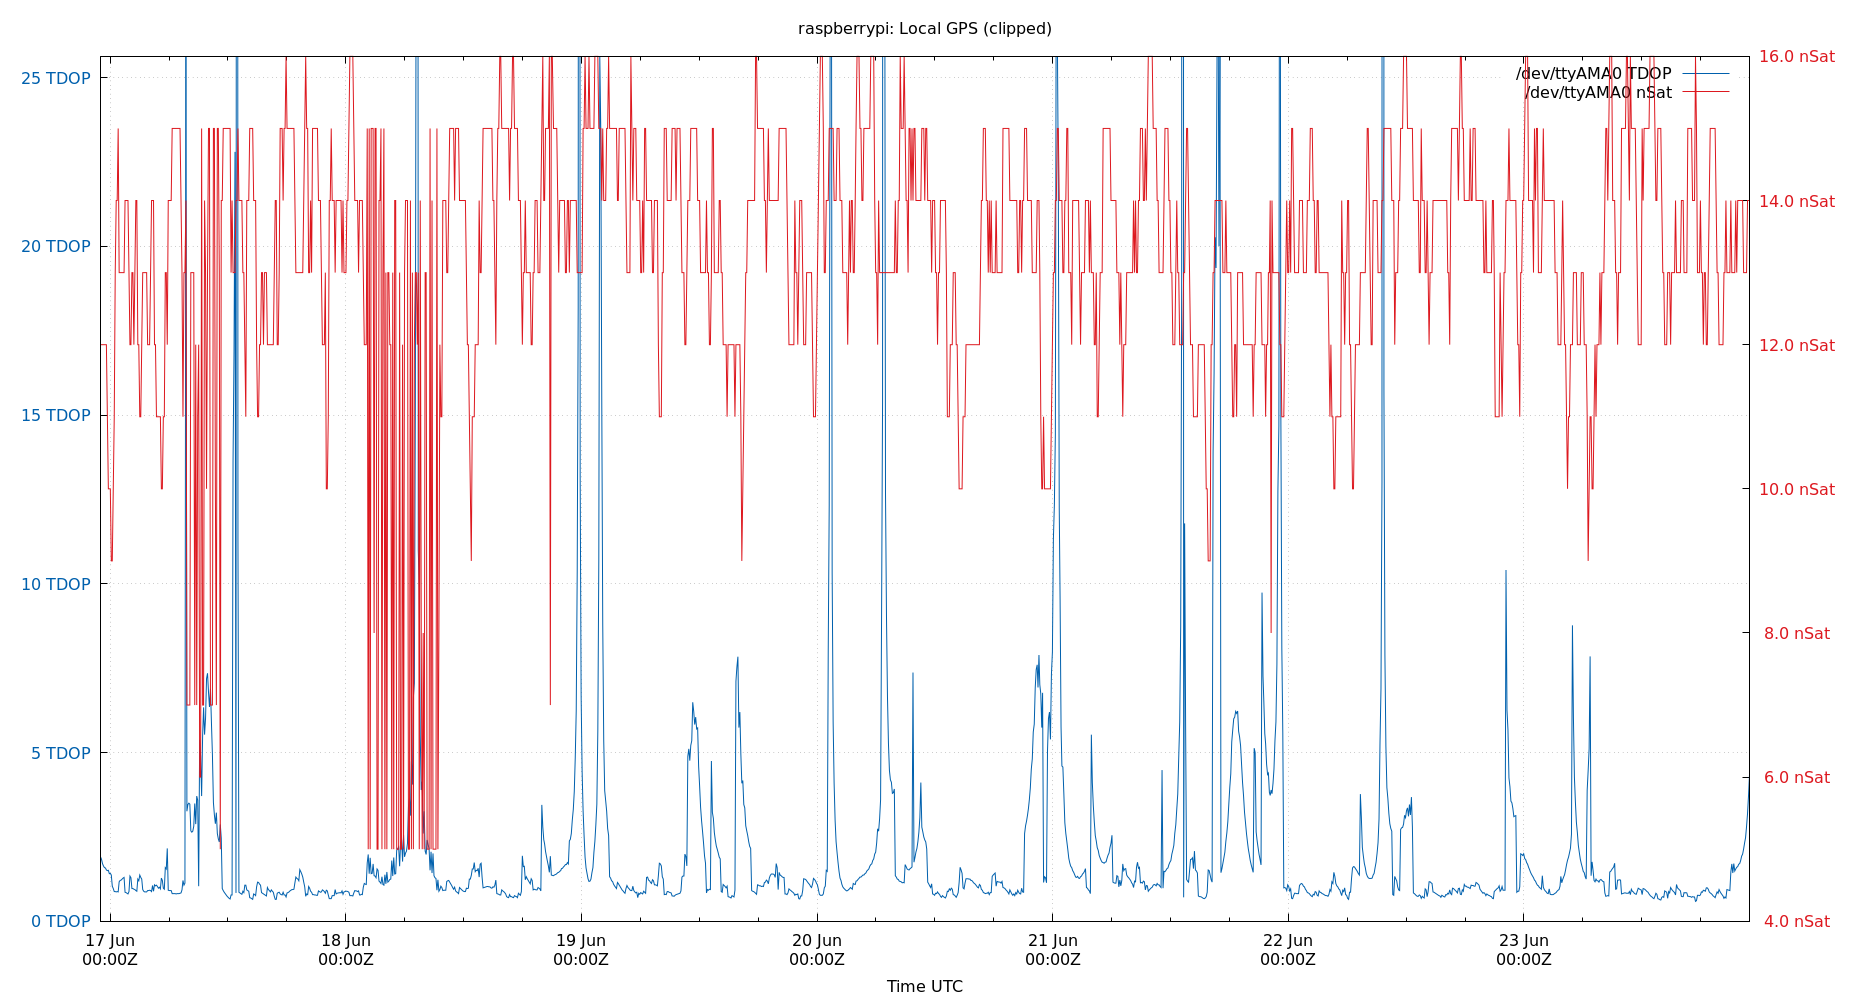 raspberrypi: Local GPS (clipped)
25 TDOP
20 TDOP
15 TDOP
10 TDOP
5 TDOP
0 TDOP
16.0 nSat
14.0 nSat
12.0 nSat
10.0 nSat
8.0 nSat
6.0 nSat
4.0 nSat
/dev/ttyAMA0 TDOP
/dev/ttyAMA0 nSat
17 Jun
00:00Z
18 Jun
00:00Z
19 Jun
00:00Z
20 Jun
00:00Z
21 Jun
00:00Z
22 Jun
00:00Z
23 Jun
00:00Z
Time UTC